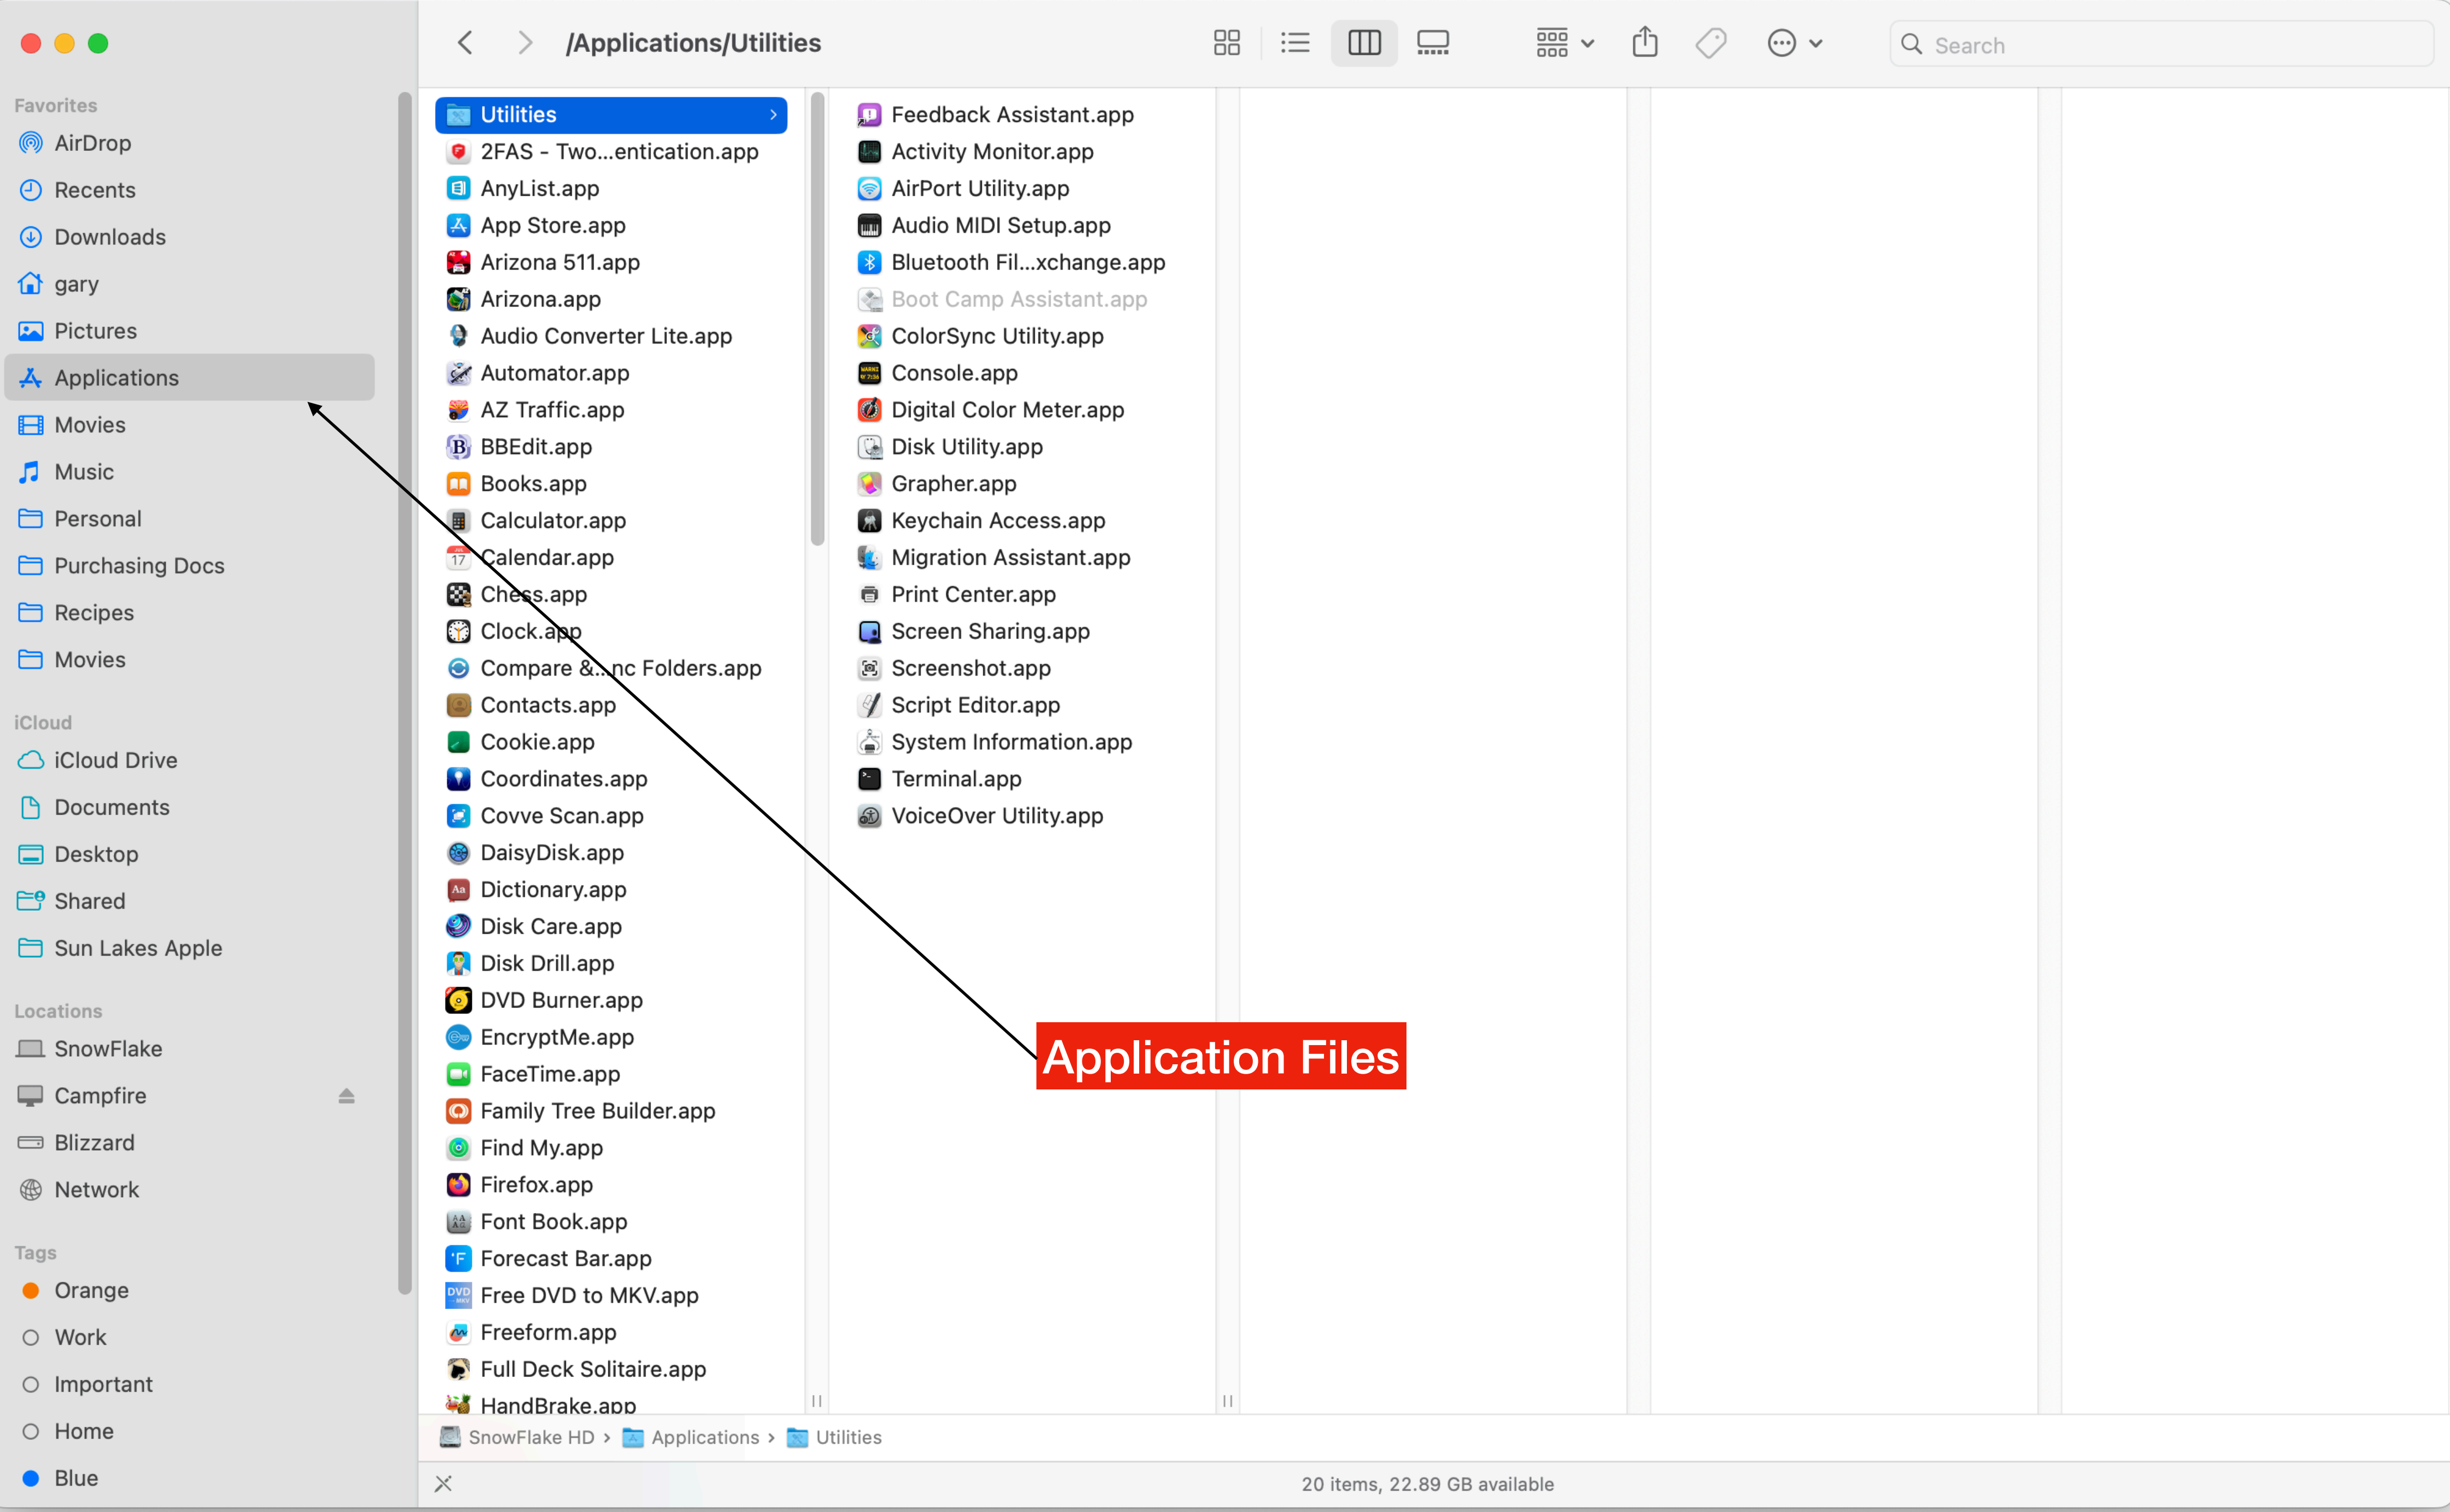 /Applications/Utilities
Search
Favorites
AirDrop
Recents
Downloads
gary
Pictures
Applications
Movies
Music
Personal
Purchasing Docs
Recipes
Movies
iCloud
iCloud Drive
Documents
Desktop
Shared
Sun Lakes Apple
Locations
SnowFlake
Campfire
Blizzard
Network
Tags
Orange
Work
Important
Home
Blue
Utilities
2FAS - Two...entication.app
AnyList.app
App Store.app
Arizona 511.app
Arizona.app
Audio Converter Lite.app
Automator.app
AZ Traffic.app
BBEdit.app
Books.app
Calculator.app
Calendar.app
Chess.app
Clock.app
Compare &...nc Folders.app
Contacts.app
Cookie.app
Coordinates.app
Covve Scan.app
DaisyDisk.app
Dictionary.app
Disk Care.app
Disk Drill.app
DVD Burner.app
EncryptMe.app
FaceTime.app
Family Tree Builder.app
Find My.app
Firefox.app
Font Book.app
Forecast Bar.app
Free DVD to MKV.app
Freeform.app
Full Deck Solitaire.app
HandBrake.app
Feedback Assistant.app
Activity Monitor.app
AirPort Utility.app
Audio MIDI Setup.app
Bluetooth Fil...xchange.app
Boot Camp Assistant.app
ColorSync Utility.app
Console.app
Digital Color Meter.app
Disk Utility.app
Grapher.app
Keychain Access.app
Migration Assistant.app
Print Center.app
Screen Sharing.app
Screenshot.app
Script Editor.app
System Information.app
Terminal.app
VoiceOver Utility.app
Application Files
SnowFlake HD › Applications › Utilities
20 items, 22.89 GB available